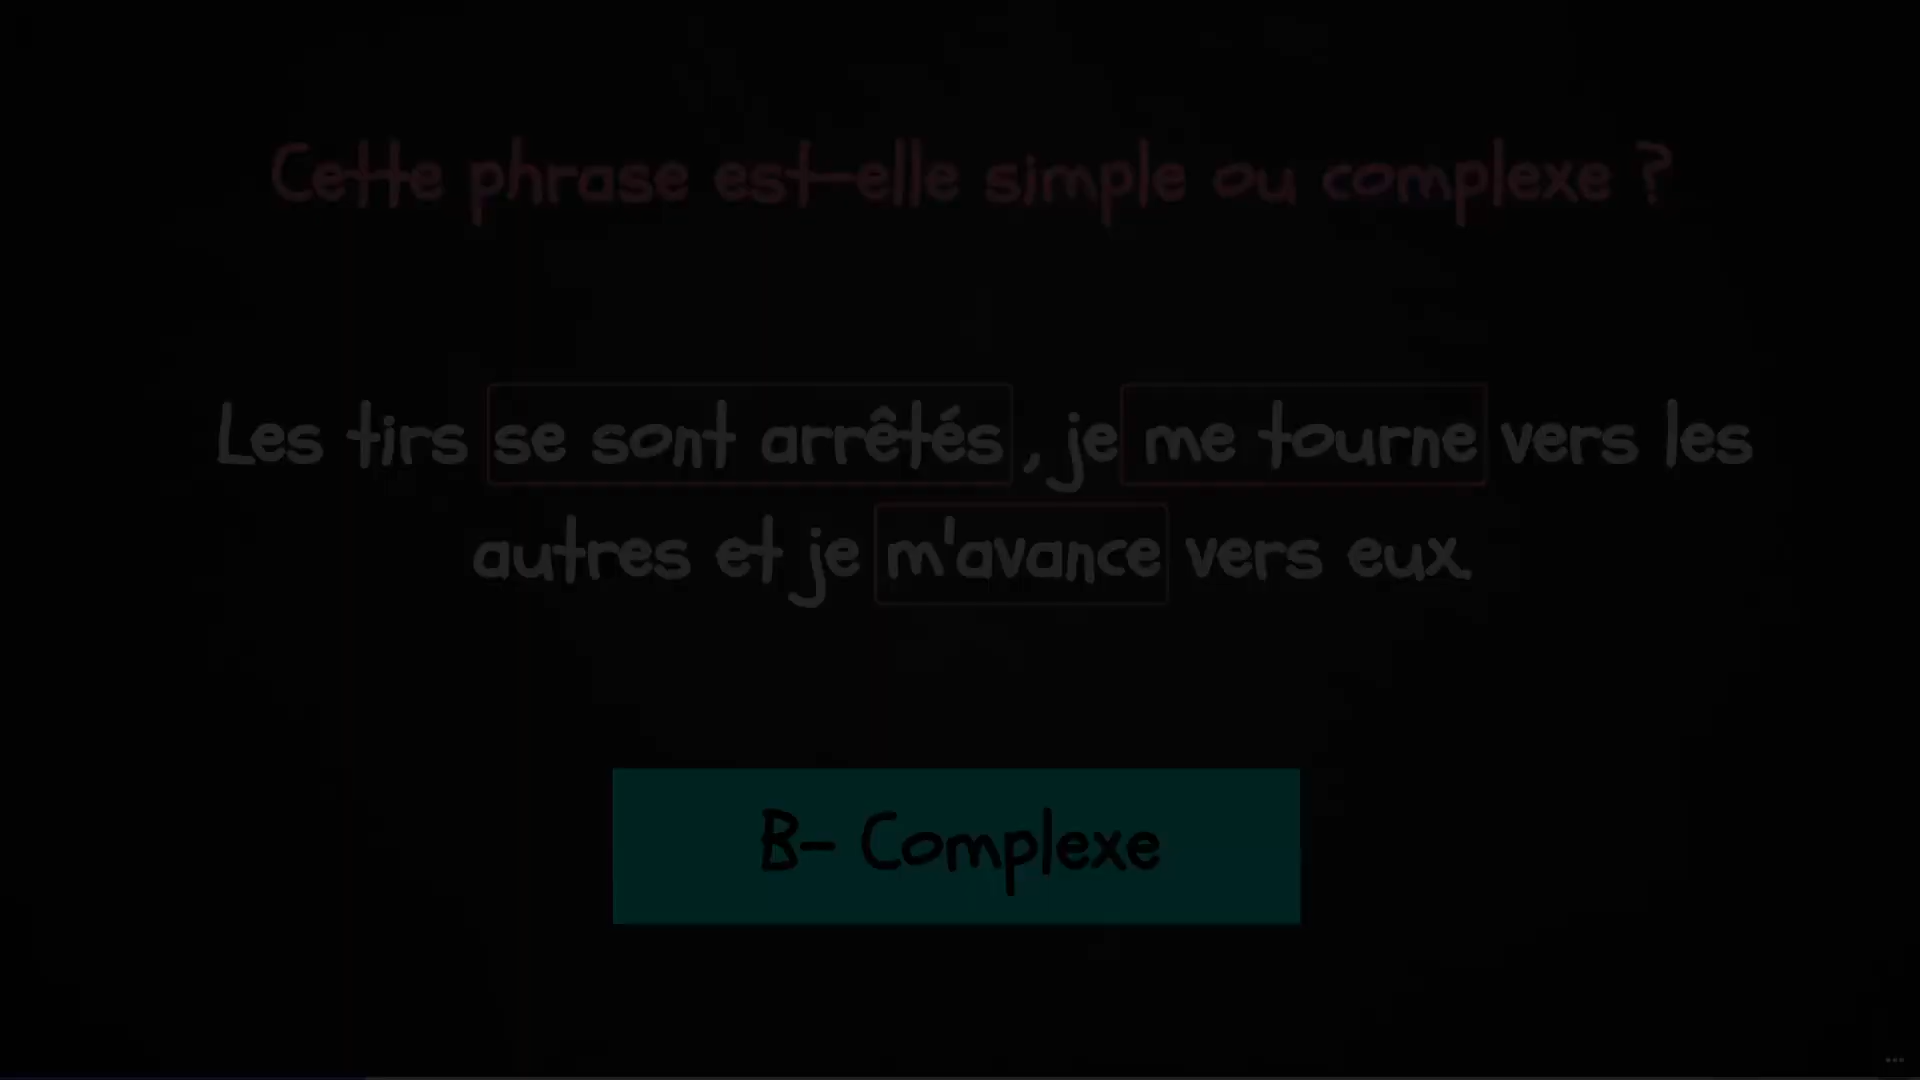 Cette phrase est-elle simple ou complexe ?
Les tirs se sont arrêtés , je me tourne vers les
autres et je m'avance vers eux.
B- Complexe